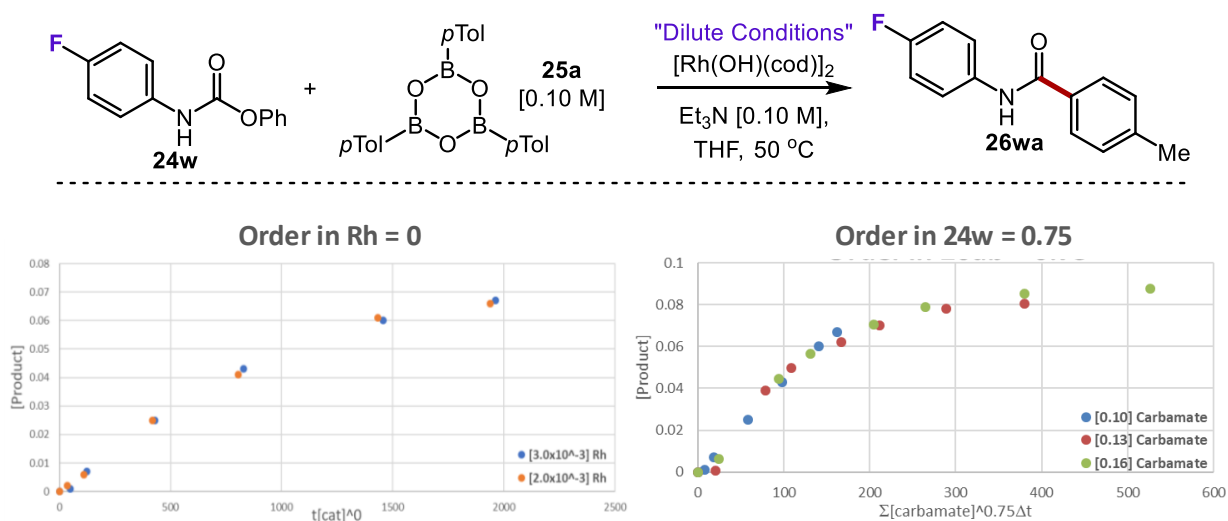 F
O
N
H
OPh
24w
+
pTol
B
O
O
B
B
pTol
O
pTol
25a
[0.10 M]
"Dilute Conditions"
[Rh(OH)(cod)]2
Et3N [0.10 M],
THF, 50 oC
F
O
N
H
26wa
Me
Order in Rh = 0
0.08
0.07
0.06
0.05
0.04
0.03
0.02
0.01
0
[Product]
0
500
1000
1500
2000
2500
t[cat]^0
[3.0x10^-3] Rh
[2.0x10^-3] Rh
Order in 24w = 0.75
0.1
0.08
0.06
0.04
0.02
0
[Product]
0
100
200
300
400
500
600
Σ[carbamate]^0.75Δt
[0.10] Carbamate
[0.13] Carbamate
[0.16] Carbamate